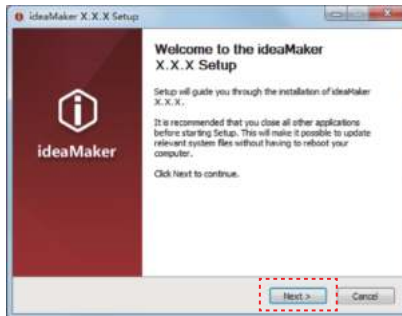 ideaMaker X.X.X Setup
Welcome to the ideaMaker
X.X.X Setup
Setup will guide you through the installation of ideaMaker
X.X.X.
It is recommended that you close all other applications
before starting Setup. This will make it possible to update
relevant system files without having to reboot your
computer.
Click Next to continue.
ideaMaker
Next >
Cancel